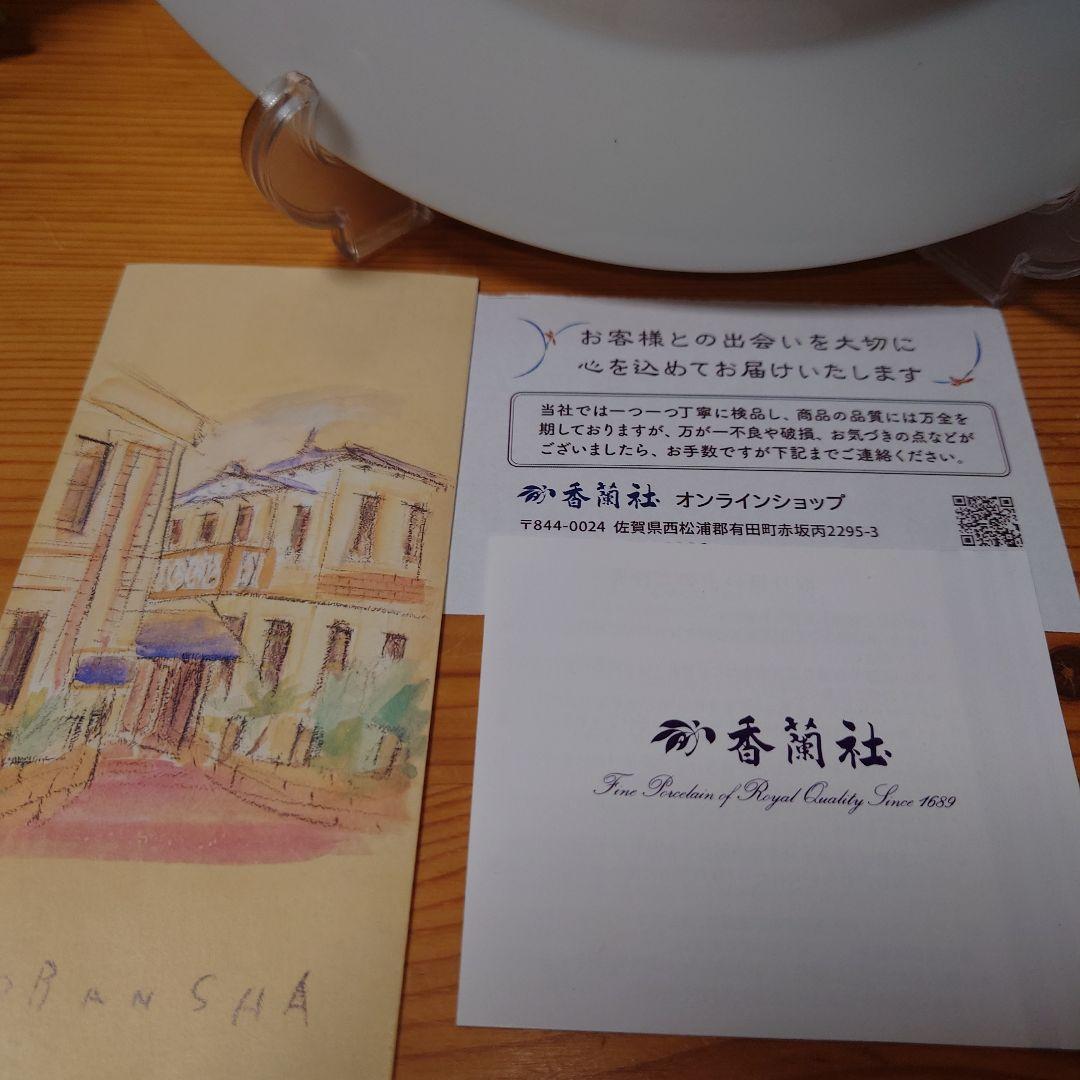 お客様との出会いを大切に
心を込めてお届けいたします
当社では一つ一つ丁寧に検品し、商品の品質には万全を
期しておりますが、万が一不良や破損、お気づきの点などが
ございましたら、お手数ですが下記までご連絡ください。
香蘭社 オンラインショップ
〒844-0024 佐賀県西松浦郡有田町赤坂丙2295-3
香蘭社
Fine Porcelain of Royal Quality Since 1689
ORANSHA